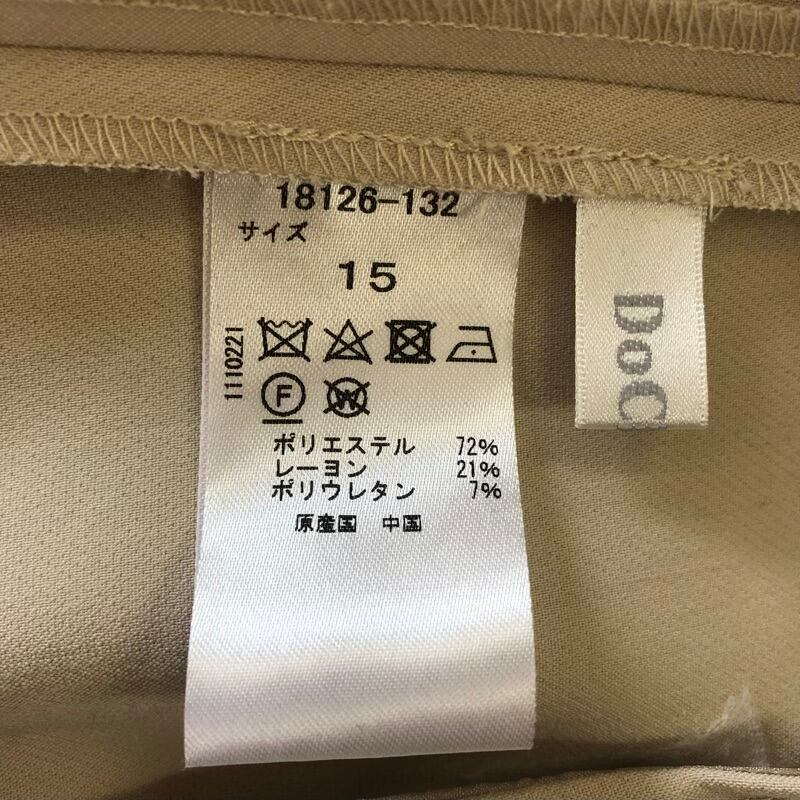 18126-132
サイズ
15
1110221
F
W
ポリエステル 72%
レーヨン 21%
ポリウレタン 7%
原産国 中国
DoC